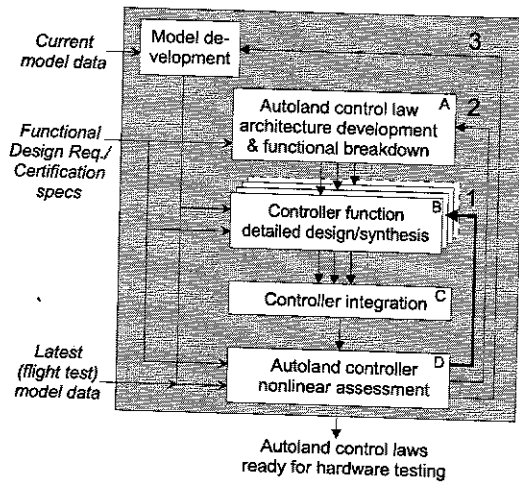 Current
model data
Model de-
velopment
3
A
Autoland control law
architecture development
& functional breakdown
2
Functional
Design Req./
Certification
specs
B
Controller function
detailed design/synthesis
1
C
Controller integration
Latest
(flight test)
model data
D
Autoland controller
nonlinear assessment
Autoland control laws
ready for hardware testing